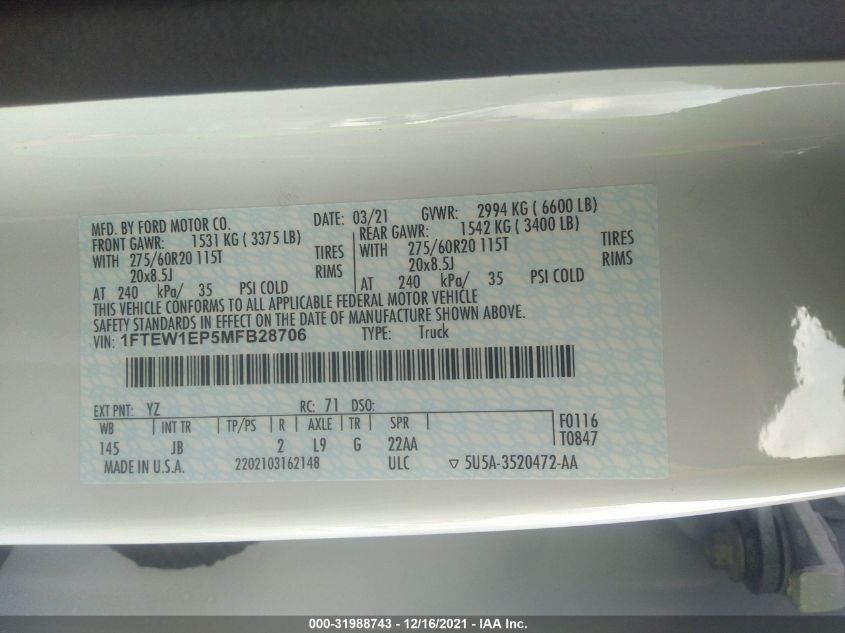 MFD. BY FORD MOTOR CO.
DATE: 03/21 GVWR: 2994 KG ( 6600 LB)
FRONT GAWR: 1531 KG ( 3375 LB)
WITH 275/60R20 115T TIRES
20x8.5J RIMS
AT 240 kPa/ 35 PSI COLD
REAR GAWR: 1542 KG ( 3400 LB)
WITH 275/60R20 115T TIRES
20x8.5J RIMS
AT 240 kPa/ 35 PSI COLD
THIS VEHICLE CONFORMS TO ALL APPLICABLE FEDERAL MOTOR VEHICLE
SAFETY STANDARDS IN EFFECT ON THE DATE OF MANUFACTURE SHOWN ABOVE.
VIN: 1FTEW1EP5MFB28706 TYPE: Truck
EXT PNT: YZ RC: 71 DSO:
WB INT TR TP/PS R AXLE TR SPR
145 JB 2 L9 G 22AA
F0116
T0847
MADE IN U.S.A. 2202103162148 ULC ▽ 5U5A-3520472-AA
000-31988743 - 12/16/2021 - IAA Inc.